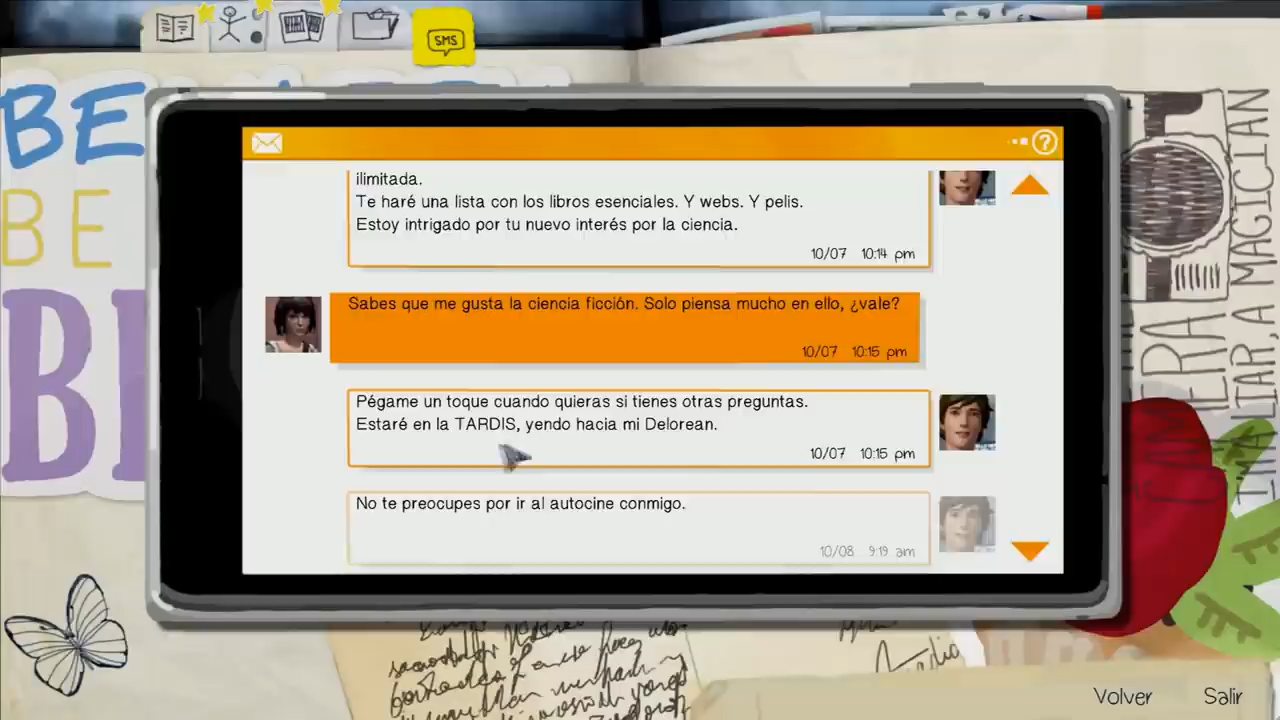 SMS
BE
BE
ilimitada.
Te haré una lista con los libros esenciales. Y webs. Y pelis.
Estoy intrigado por tu nuevo interés por la ciencia.
10/07 10:14 pm
Sabes que me gusta la ciencia ficción. Solo piensa mucho en ello, ¿vale?
10/07 10:15 pm
Pégame un toque cuando quieras si tienes otras preguntas.
Estaré en la TARDIS, yendo hacia mi Delorean.
10/07 10:15 pm
No te preocupes por ir al autocine conmigo.
10/08 9:19 am
A MAGICIAN
Volver Salir